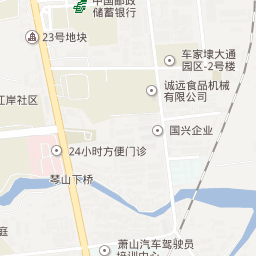 中国邮政
储蓄银行
23号地块
车家埭大通
园区-2号楼
诚远食品机械
有限公司
江岸社区
国兴企业
24小时方便门诊
琴山下桥
庭
萧山汽车驾驶员
培训中心